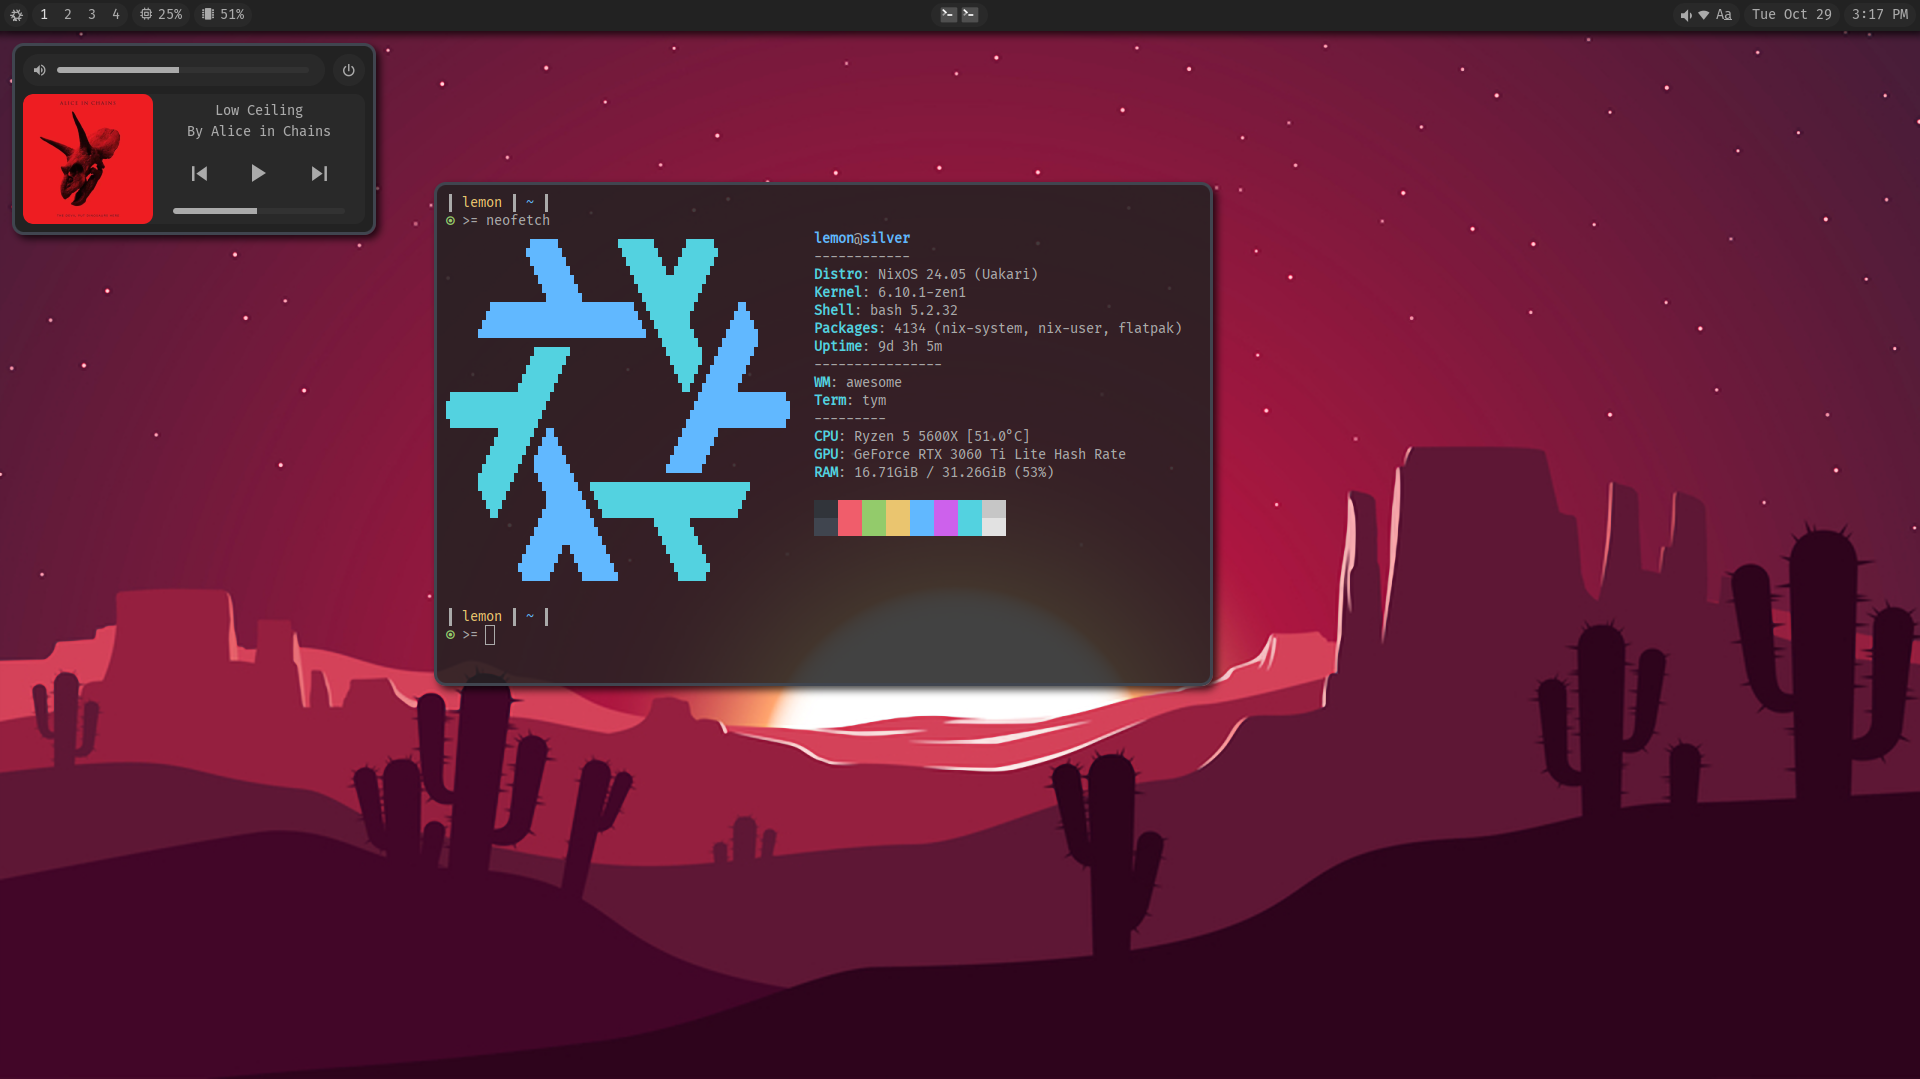 1 2 3 4 25% 51% Aa Tue Oct 29 3:17 PM
ALICE IN CHAINS
Low Ceiling
By Alice in Chains
| lemon | ~ |
>= neofetch
lemon@silver
------------
Distro: NixOS 24.05 (Uakari)
Kernel: 6.10.1-zen1
Shell: bash 5.2.32
Packages: 4134 (nix-system, nix-user, flatpak)
Uptime: 9d 3h 5m
----------------
WM: awesome
Term: tym
---------
CPU: Ryzen 5 5600X [51.0°C]
GPU: GeForce RTX 3060 Ti Lite Hash Rate
RAM: 16.71GiB / 31.26GiB (53%)
| lemon | ~ |
>=